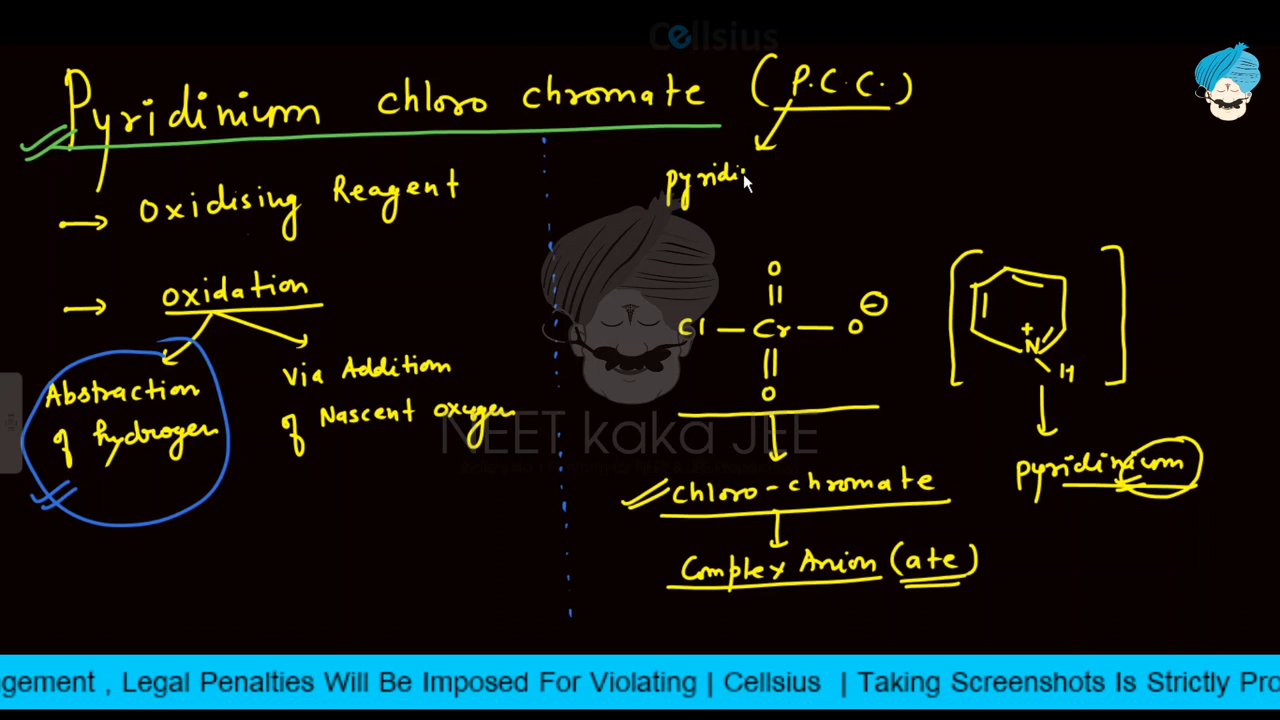 Cellsius
Pyridinium chloro chromate (P.C.C.)
→ Oxidising Reagent
→ oxidation
Abstraction
of hydrogen
Via Addition
of Nascent oxygen
pyridi
O
||
Cl — Cr — O ⊖
||
O
chloro - chromate
Complex Anion (ate)
+
N
H
pyridinium
NEET kaka JEE
ngement , Legal Penalties Will Be Imposed For Violating | Cellsius | Taking Screenshots Is Strictly Pro